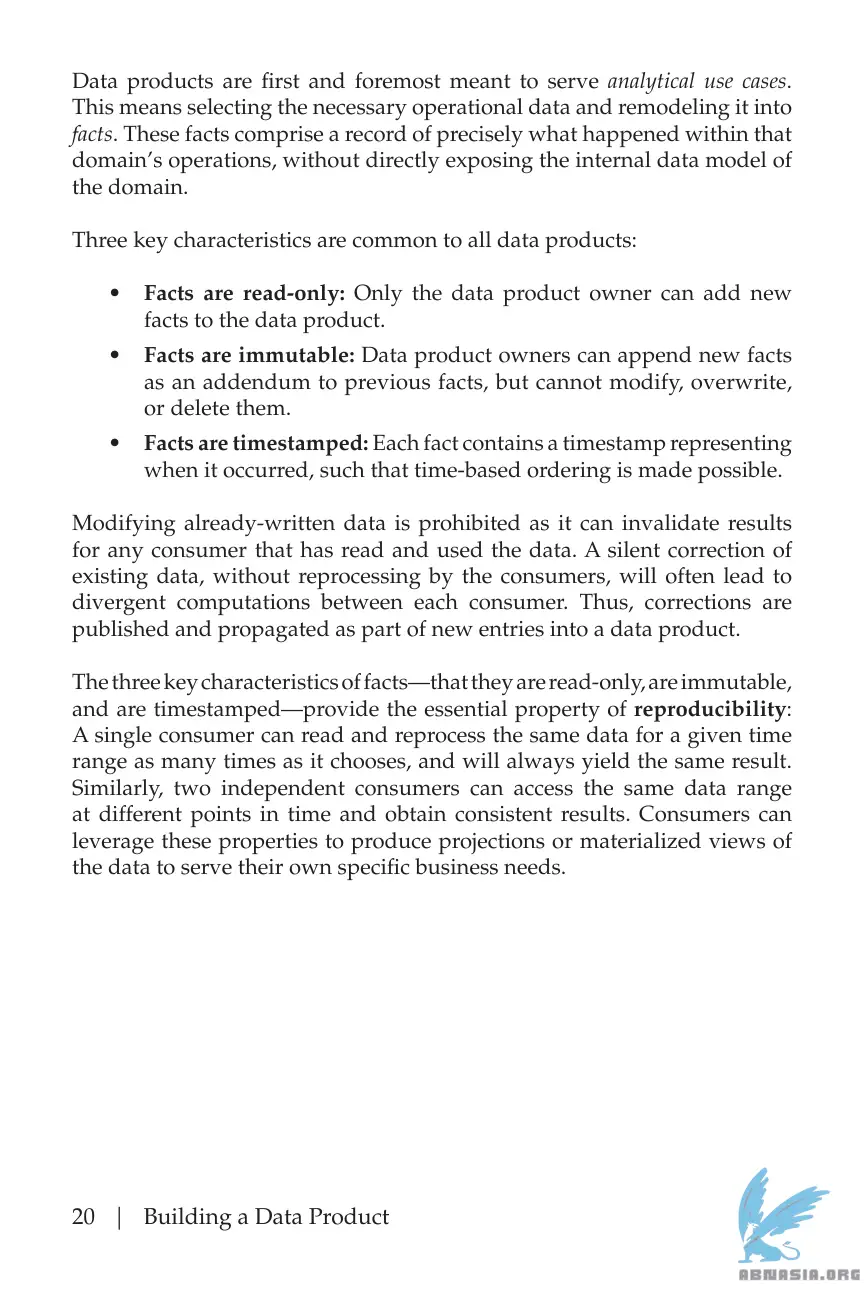 Data products are first and foremost meant to serve analytical use cases.
This means selecting the necessary operational data and remodeling it into
facts. These facts comprise a record of precisely what happened within that
domain’s operations, without directly exposing the internal data model of
the domain.
Three key characteristics are common to all data products:
• Facts are read-only: Only the data product owner can add new
facts to the data product.
• Facts are immutable: Data product owners can append new facts
as an addendum to previous facts, but cannot modify, overwrite,
or delete them.
• Facts are timestamped: Each fact contains a timestamp representing
when it occurred, such that time-based ordering is made possible.
Modifying already-written data is prohibited as it can invalidate results
for any consumer that has read and used the data. A silent correction of
existing data, without reprocessing by the consumers, will often lead to
divergent computations between each consumer. Thus, corrections are
published and propagated as part of new entries into a data product.
The three key characteristics of facts—that they are read-only, are immutable,
and are timestamped—provide the essential property of reproducibility:
A single consumer can read and reprocess the same data for a given time
range as many times as it chooses, and will always yield the same result.
Similarly, two independent consumers can access the same data range
at different points in time and obtain consistent results. Consumers can
leverage these properties to produce projections or materialized views of
the data to serve their own specific business needs.
20 | Building a Data Product
ABNASIA.ORG